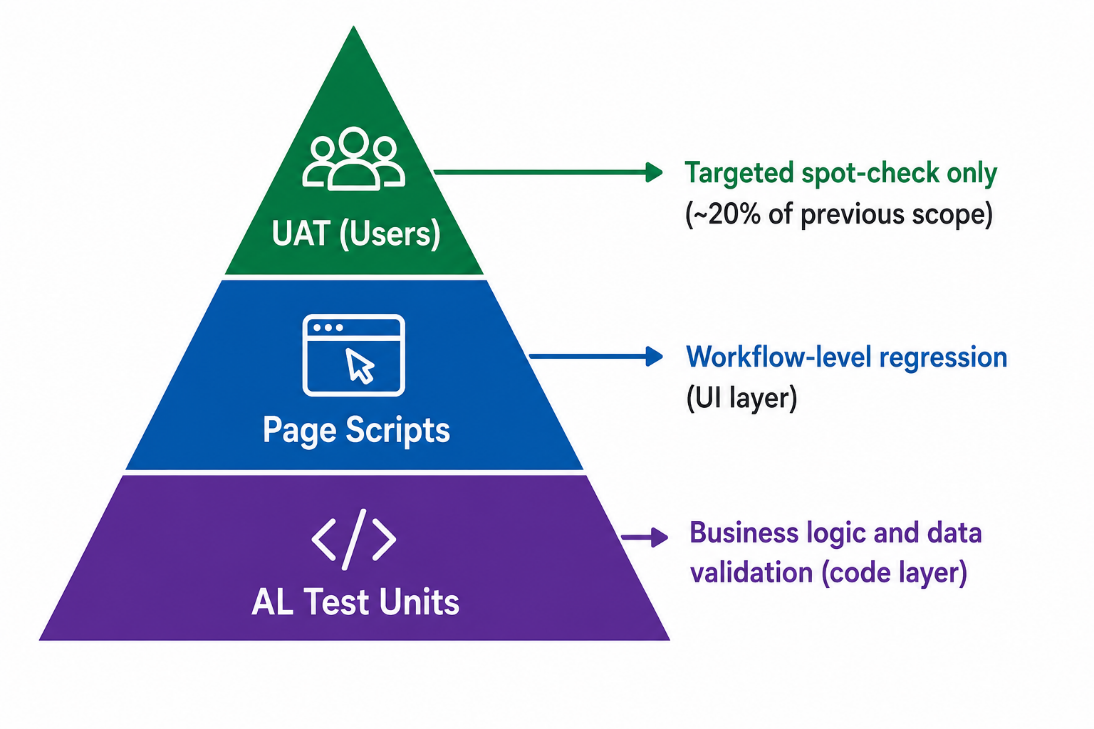 UAT (Users)
Targeted spot-check only
(~20% of previous scope)
Page Scripts
Workflow-level regression
(UI layer)
</>
AL Test Units
Business logic and data
validation (code layer)